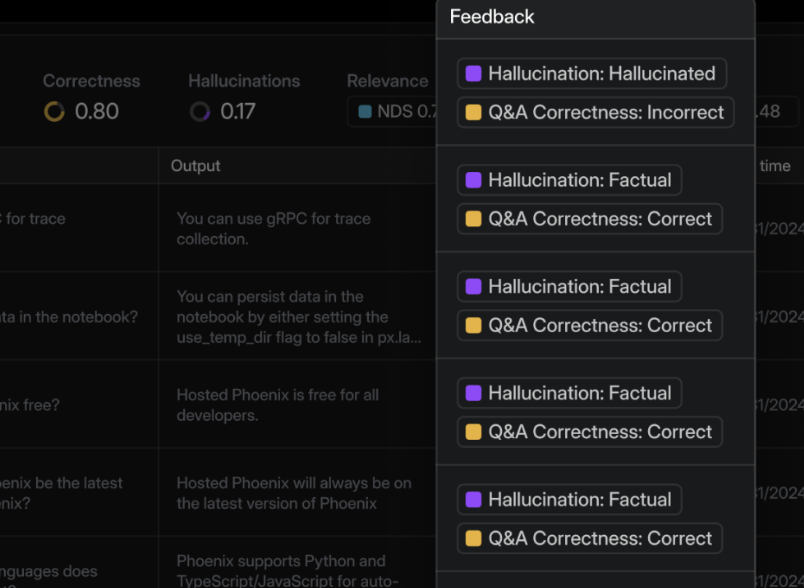 Feedback
Correctness
Hallucinations
Relevance
0.80
0.17
NDS 0.7
.48
Hallucination: Hallucinated
Q&A Correctness: Incorrect
Output
time
for trace
You can use gRPC for trace
collection.
Hallucination: Factual
Q&A Correctness: Correct
1/2024
in the notebook?
You can persist data in the
notebook by either setting the
use_temp_dir flag to false in px.la...
Hallucination: Factual
Q&A Correctness: Correct
1/2024
free?
Hosted Phoenix is free for all
developers.
Hallucination: Factual
Q&A Correctness: Correct
1/2024
be the latest
Hosted Phoenix will always be on
the latest version of Phoenix
Hallucination: Factual
Q&A Correctness: Correct
1/2024
does
Phoenix supports Python and
TypeScript/JavaScript for auto-
1/2024